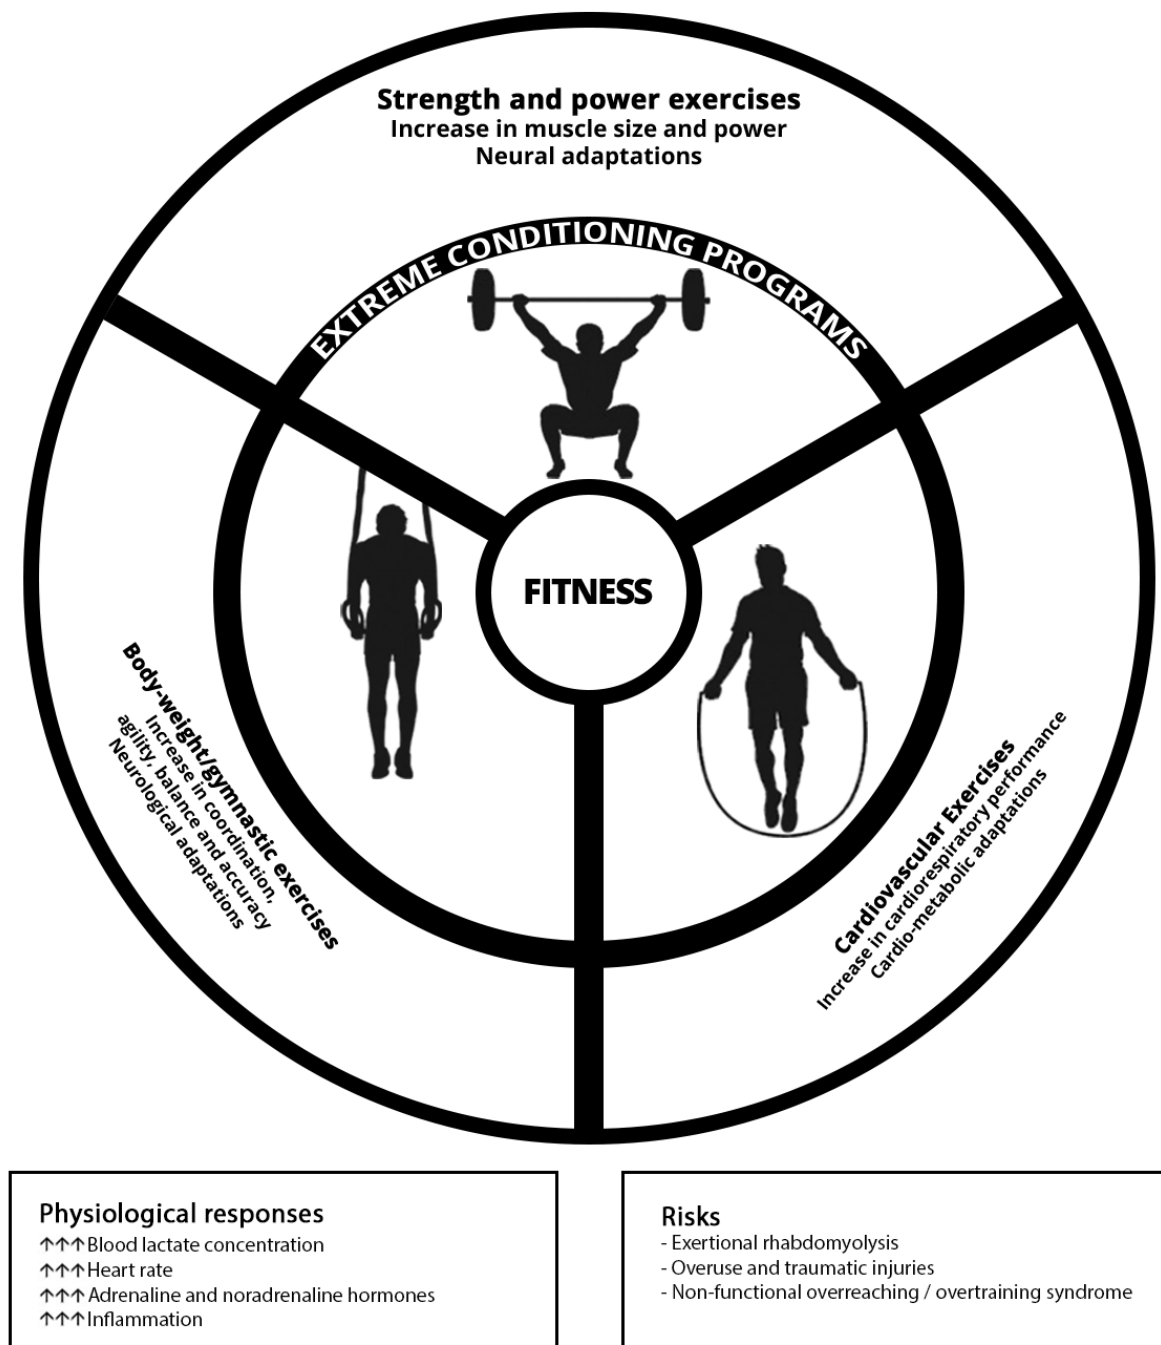 Strength and power exercises
Increase in muscle size and power
Neural adaptations
EXTREME CONDITIONING PROGRAMS
FITNESS
Body-weight/gymnastic exercises
Increase in coordination,
agility, balance and accuracy
Neurological adaptations
Cardiovascular Exercises
Increase in cardiorespiratory performance
Cardio-metabolic adaptations
Physiological responses
↑↑↑Blood lactate concentration
↑↑↑Heart rate
↑↑↑Adrenaline and noradrenaline hormones
↑↑↑Inflammation
Risks
- Exertional rhabdomyolysis
- Overuse and traumatic injuries
- Non-functional overreaching / overtraining syndrome